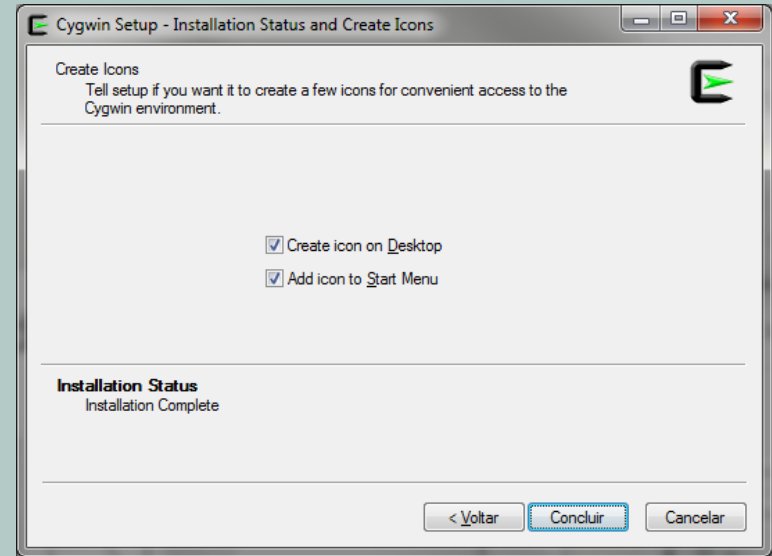 Cygwin Setup - Installation Status and Create Icons
Create Icons
Tell setup if you want it to create a few icons for convenient access to the
Cygwin environment.
Create icon on Desktop
Add icon to Start Menu
Installation Status
Installation Complete
< Voltar Concluir Cancelar